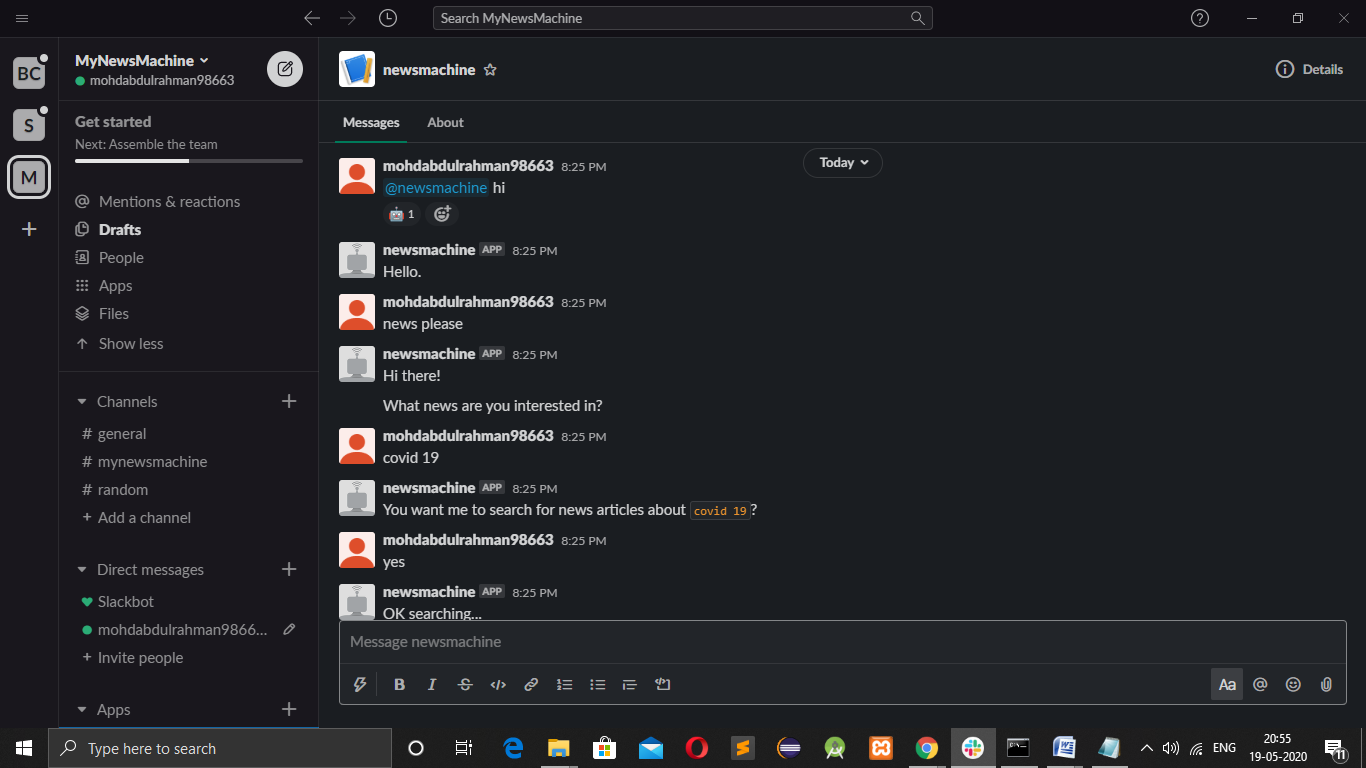 Search MyNewsMachine
BC
S
M
MyNewsMachine
mohdabdulrahman98663
Get started
Next: Assemble the team
Mentions & reactions
Drafts
People
Apps
Files
Show less
Channels
# general
# mynewsmachine
# random
+ Add a channel
Direct messages
Slackbot
mohdabdulrahman9866...
+ Invite people
Apps
newsmachine
Details
Messages
About
Today
mohdabdulrahman98663 8:25 PM
@newsmachine hi
1
newsmachine APP 8:25 PM
Hello.
mohdabdulrahman98663 8:25 PM
news please
newsmachine APP 8:25 PM
Hi there!
What news are you interested in?
mohdabdulrahman98663 8:25 PM
covid 19
newsmachine APP 8:25 PM
You want me to search for news articles about covid 19?
mohdabdulrahman98663 8:25 PM
yes
newsmachine APP 8:25 PM
OK searching...
Message newsmachine
B I S Aa @
Type here to search
ENG
20:55
19-05-2020
11